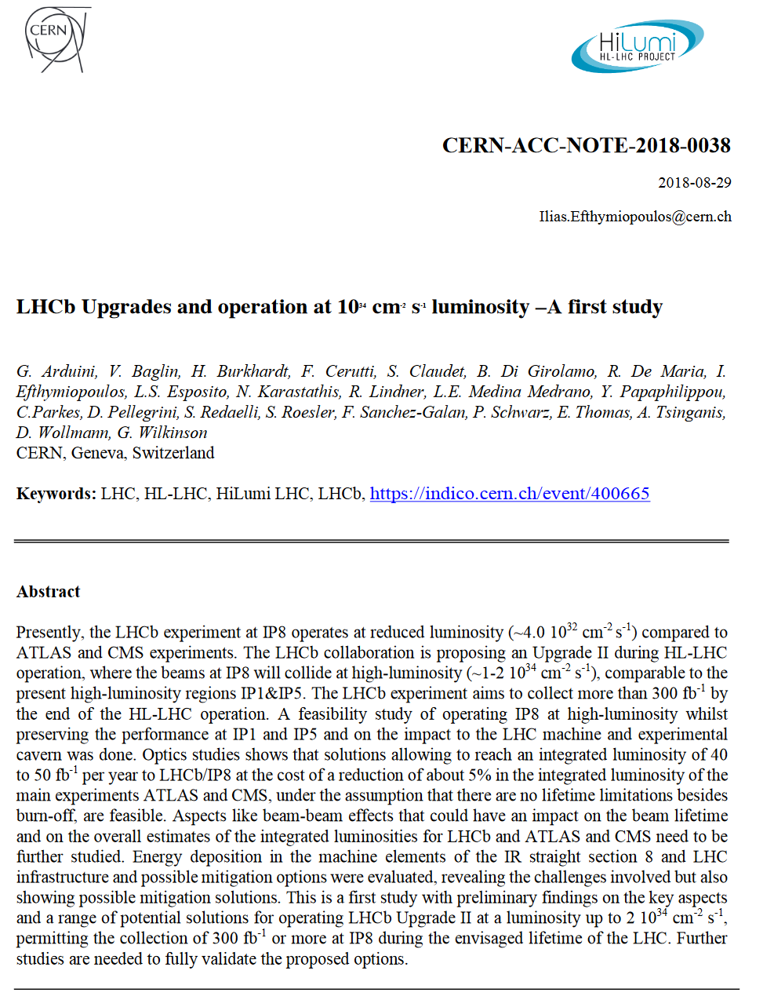 CERN
HiLumi
HL-LHC PROJECT
CERN-ACC-NOTE-2018-0038
2018-08-29
Ilias.Efthymiopoulos@cern.ch
LHCb Upgrades and operation at 10³⁴ cm⁻² s⁻¹ luminosity –A first study
G. Arduini, V. Baglin, H. Burkhardt, F. Cerutti, S. Claudet, B. Di Girolamo, R. De Maria, I.
Efthymiopoulos, L.S. Esposito, N. Karastathis, R. Lindner, L.E. Medina Medrano, Y. Papaphilippou,
C.Parkes, D. Pellegrini, S. Redaelli, S. Roesler, F. Sanchez-Galan, P. Schwarz, E. Thomas, A. Tsinganis,
D. Wollmann, G. Wilkinson
CERN, Geneva, Switzerland
Keywords: LHC, HL-LHC, HiLumi LHC, LHCb, https://indico.cern.ch/event/400665
Abstract
Presently, the LHCb experiment at IP8 operates at reduced luminosity (~4.0 10³² cm⁻² s⁻¹) compared to
ATLAS and CMS experiments. The LHCb collaboration is proposing an Upgrade II during HL-LHC
operation, where the beams at IP8 will collide at high-luminosity (~1-2 10³⁴ cm⁻² s⁻¹), comparable to the
present high-luminosity regions IP1&IP5. The LHCb experiment aims to collect more than 300 fb⁻¹ by
the end of the HL-LHC operation. A feasibility study of operating IP8 at high-luminosity whilst
preserving the performance at IP1 and IP5 and on the impact to the LHC machine and experimental
cavern was done. Optics studies shows that solutions allowing to reach an integrated luminosity of 40
to 50 fb⁻¹ per year to LHCb/IP8 at the cost of a reduction of about 5% in the integrated luminosity of the
main experiments ATLAS and CMS, under the assumption that there are no lifetime limitations besides
burn-off, are feasible. Aspects like beam-beam effects that could have an impact on the beam lifetime
and on the overall estimates of the integrated luminosities for LHCb and ATLAS and CMS need to be
further studied. Energy deposition in the machine elements of the IR straight section 8 and LHC
infrastructure and possible mitigation options were evaluated, revealing the challenges involved but also
showing possible mitigation solutions. This is a first study with preliminary findings on the key aspects
and a range of potential solutions for operating LHCb Upgrade II at a luminosity up to 2 10³⁴ cm⁻² s⁻¹,
permitting the collection of 300 fb⁻¹ or more at IP8 during the envisaged lifetime of the LHC. Further
studies are needed to fully validate the proposed options.